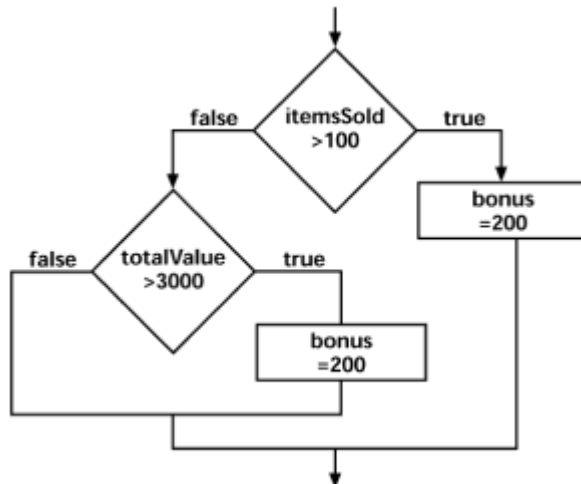 itemsSold
>100
false
true
bonus
=200
totalValue
>3000
false
true
bonus
=200